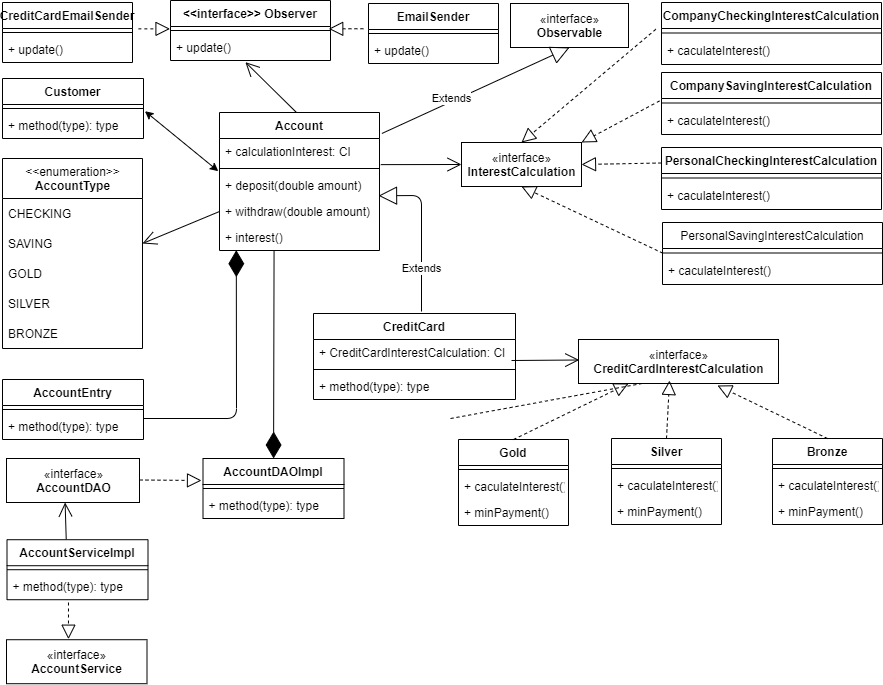 CreditCardEmailSender
+ update()
<<interface>> Observer
+ update()
EmailSender
+ update()
«interface»
Observable
CompanyCheckingInterestCalculation
+ caculateInterest()
Customer
+ method(type): type
Extends
CompanySavingInterestCalculation
+ caculateInterest()
Account
+ calculationInterest: CI
+ deposit(double amount)
+ withdraw(double amount)
+ interest()
«interface»
InterestCalculation
PersonalCheckingInterestCalculation
+ caculateInterest()
<<enumeration>>
AccountType
CHECKING
SAVING
GOLD
SILVER
BRONZE
PersonalSavingInterestCalculation
+ caculateInterest()
Extends
CreditCard
+ CreditCardInterestCalculation: CI
+ method(type): type
«interface»
CreditCardInterestCalculation
AccountEntry
+ method(type): type
Gold
+ caculateInterest(
+ minPayment()
Silver
+ caculateInterest(
+ minPayment()
Bronze
+ caculateInterest(
+ minPayment()
«interface»
AccountDAO
AccountDAOImpl
+ method(type): type
AccountServiceImpl
+ method(type): type
«interface»
AccountService